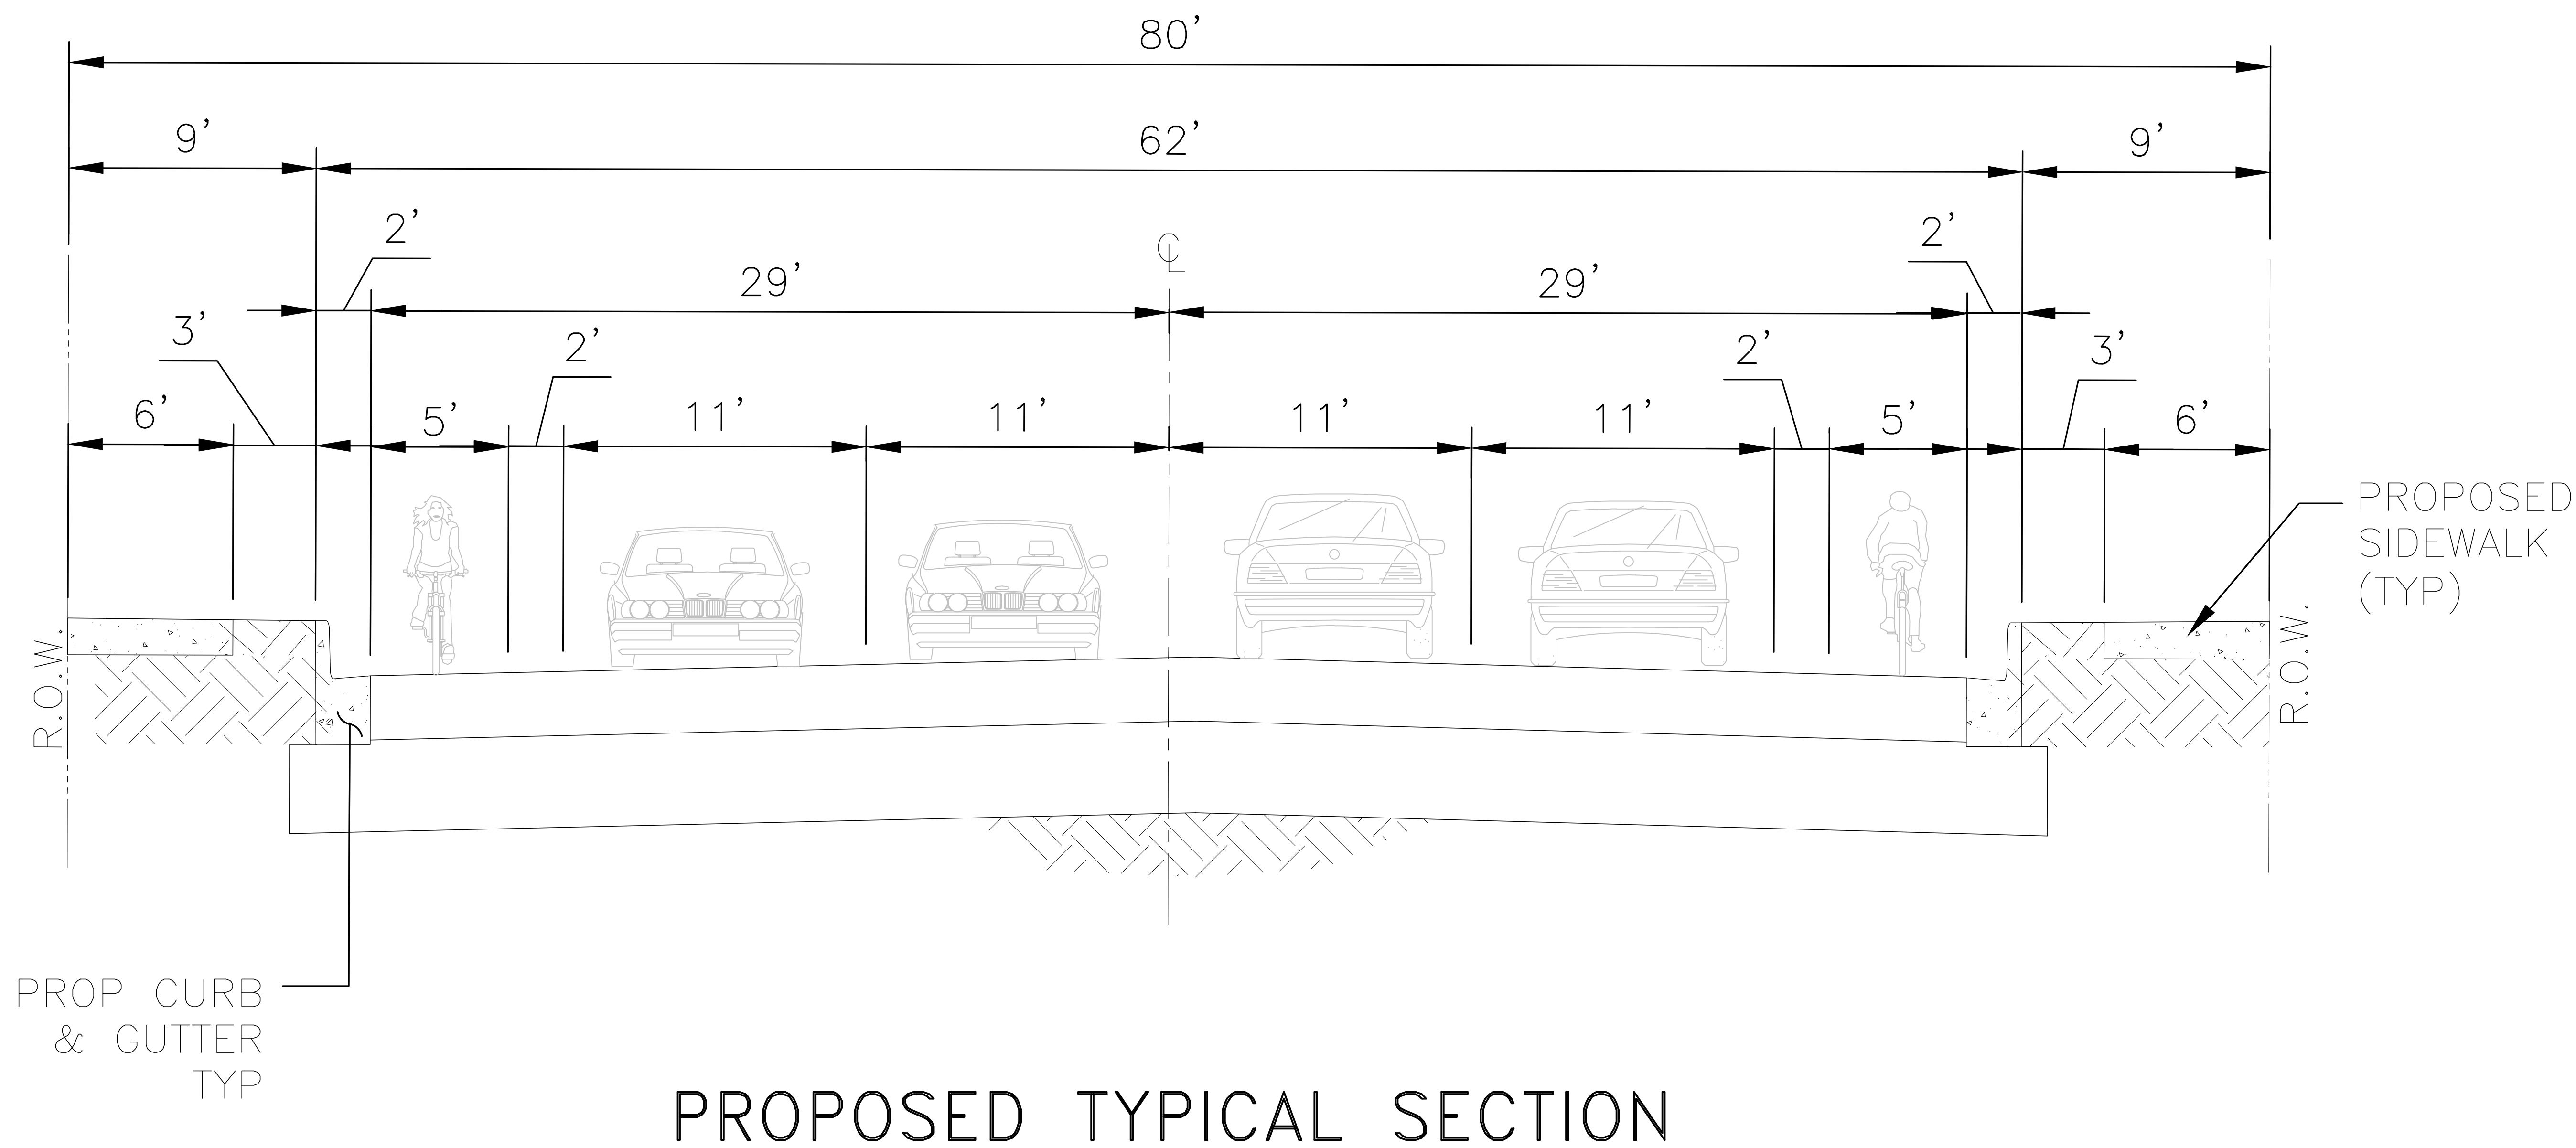 80'
9' 62' 9'
2' ℄ 2'
29' 29'
3' 2' 2' 3'
6' 5' 11' 11' 11' 11' 5' 6'
PROPOSED
SIDEWALK
(TYP)
R.O.W.
R.O.W.
PROP CURB
& GUTTER
TYP
PROPOSED TYPICAL SECTION